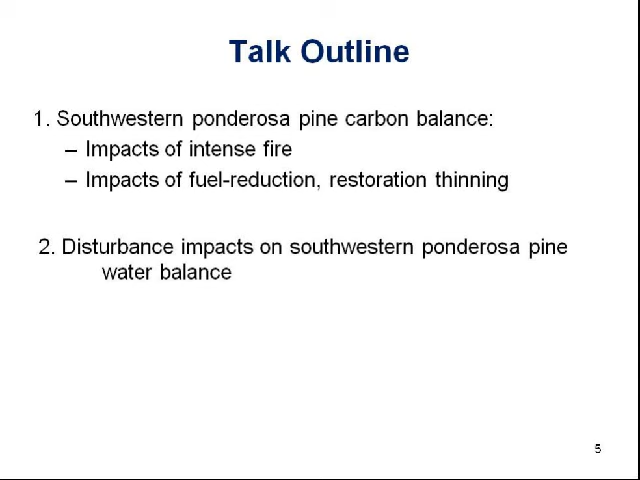 Talk Outline
1. Southwestern ponderosa pine carbon balance:
– Impacts of intense fire
– Impacts of fuel-reduction, restoration thinning
2. Disturbance impacts on southwestern ponderosa pine
water balance
5